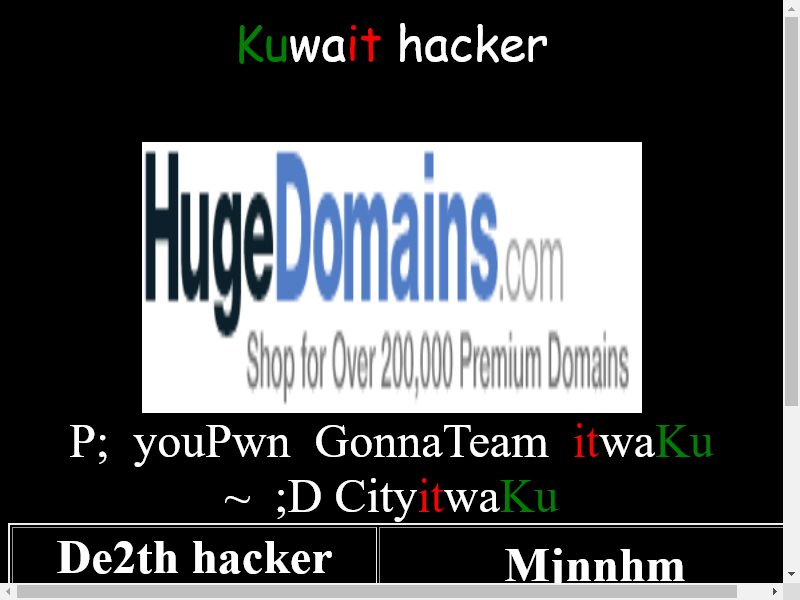 Kuwait hacker
HugeDomains.com
Shop for Over 200,000 Premium Domains
P; youPwn GonnaTeam itwaKu
~ ;D CityitwaKu
De2th hacker
Mjnnhm